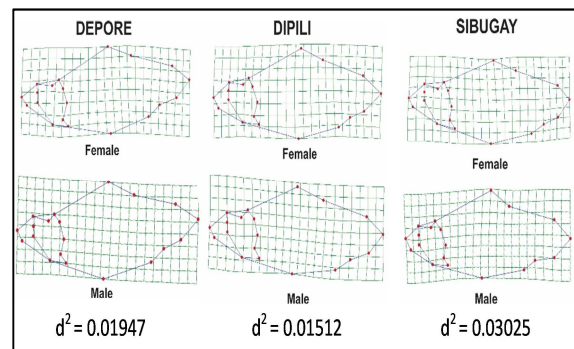 DEPORE DIPILI SIBUGAY
Female Female Female
Male Male Male
d² = 0.01947 d² = 0.01512 d² = 0.03025